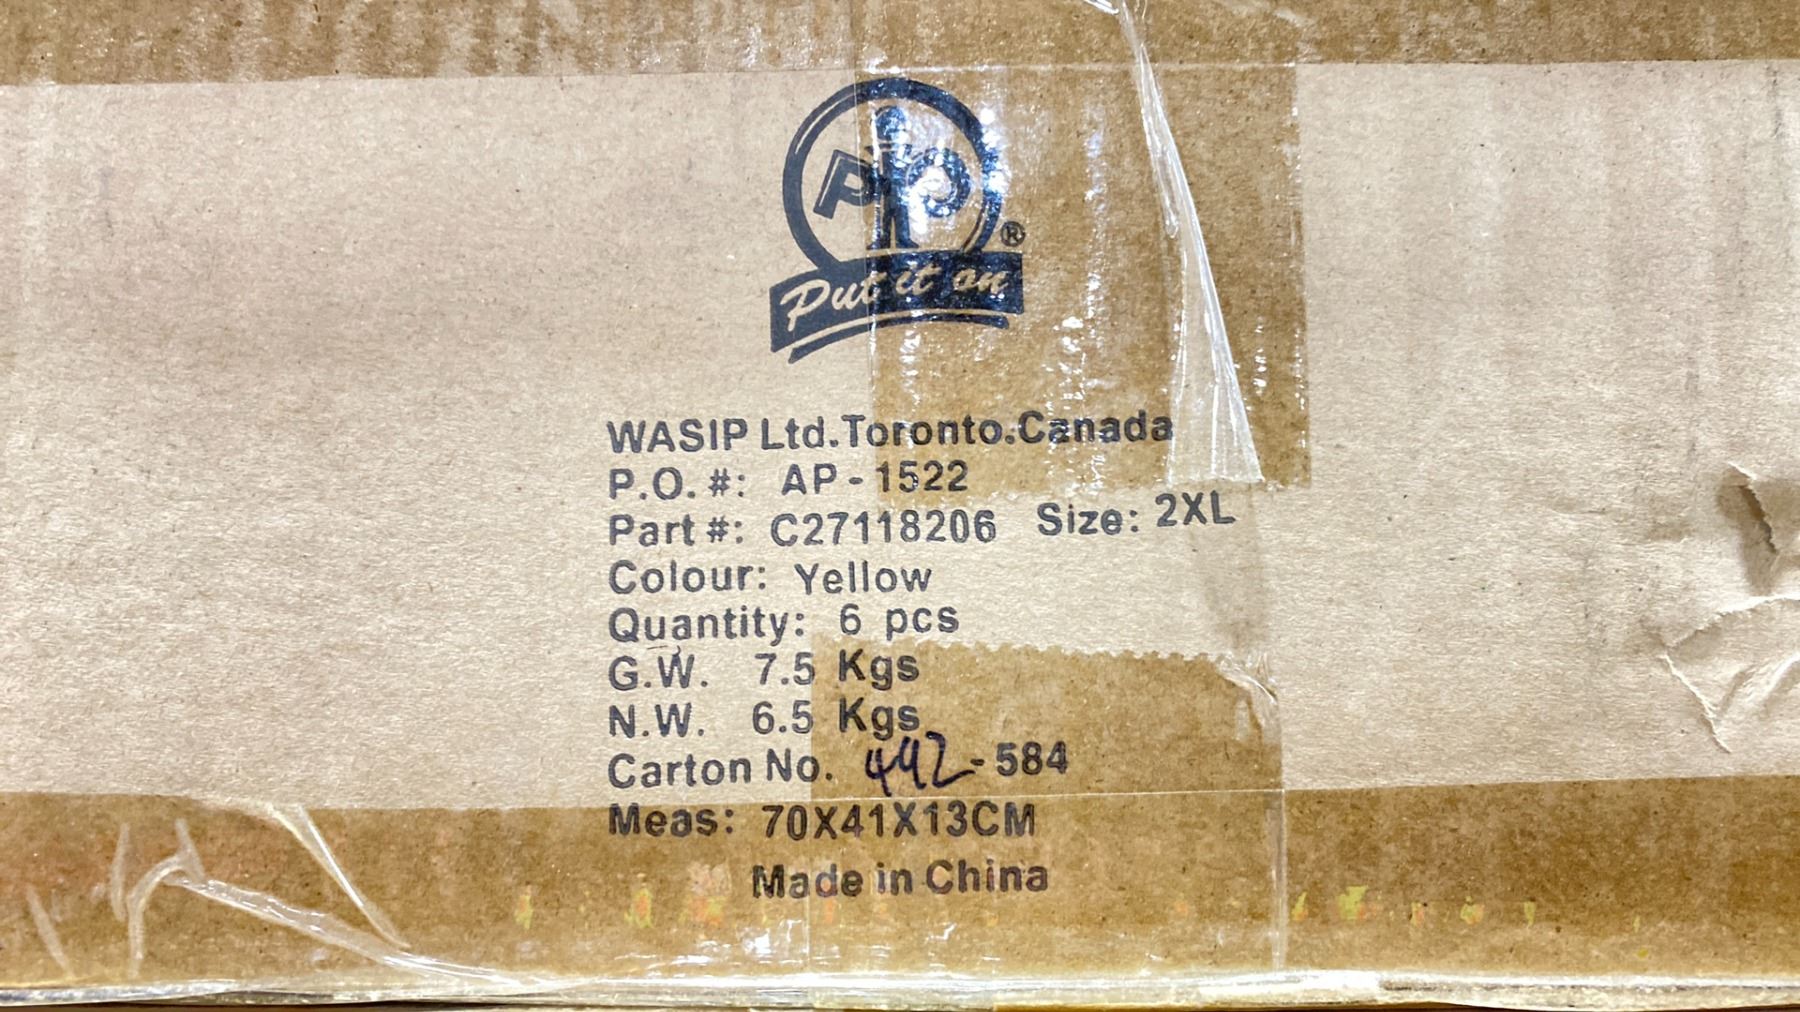 PiP ®
Put it on
WASIP Ltd.Toronto.Canada
P.O. #: AP-1522
Part #: C27118206 Size: 2XL
Colour: Yellow
Quantity: 6 pcs
G.W. 7.5 Kgs
N.W. 6.5 Kgs
Carton No. 442-584
Meas: 70X41X13CM
Made in China